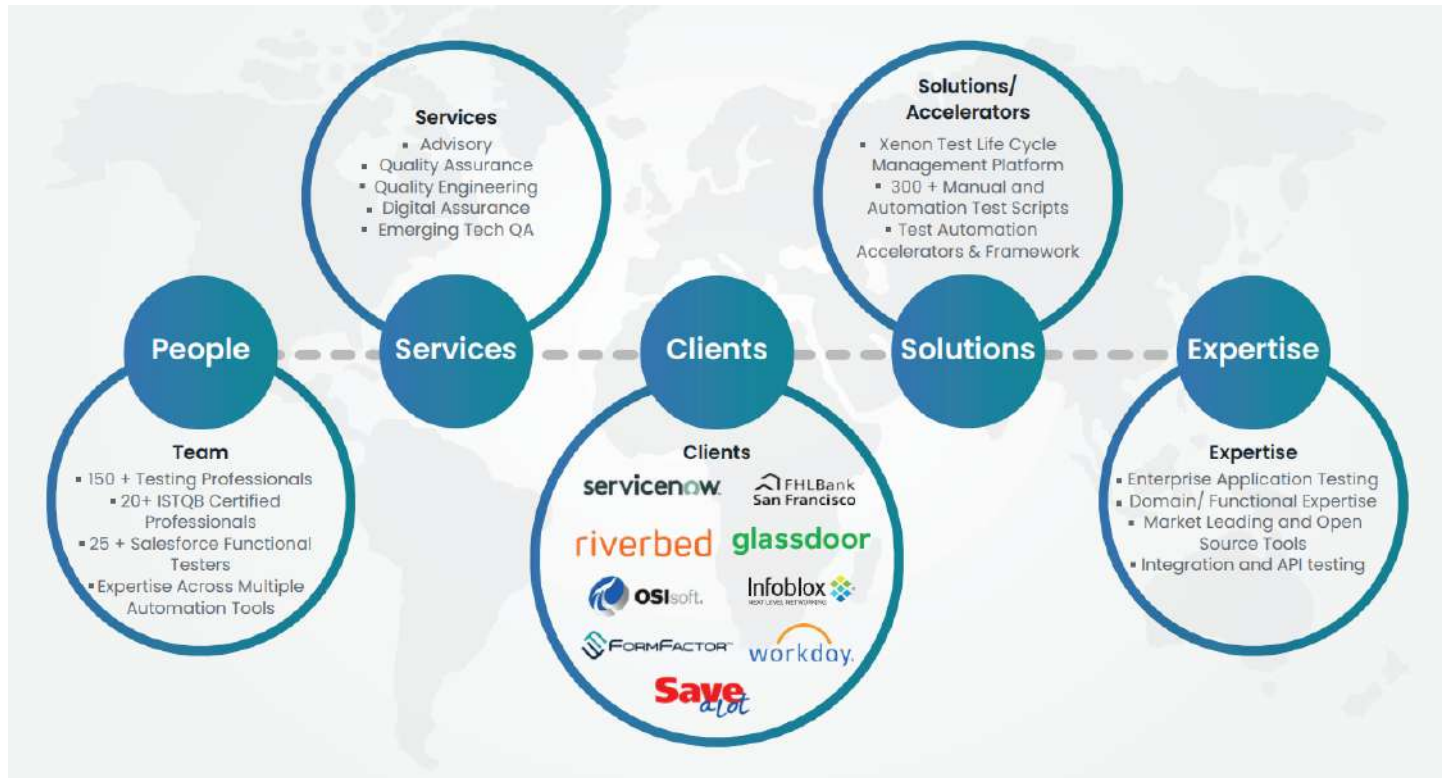 Services
▪ Advisory
▪ Quality Assurance
▪ Quality Engineering
▪ Digital Assurance
▪ Emerging Tech QA
Solutions/
Accelerators
▪ Xenon Test Life Cycle
Management Platform
▪ 300 + Manual and
Automation Test Scripts
▪ Test Automation
Accelerators & Framework
People
Services
Clients
Solutions
Expertise
Team
▪ 150 + Testing Professionals
▪ 20+ ISTQB Certified
Professionals
▪ 25 + Salesforce Functional
Testers
▪ Expertise Across Multiple
Automation Tools
Clients
servicenow
FHLBank
San Francisco
riverbed
glassdoor
OSIsoft.
Infoblox
NEXT LEVEL NETWORKING
FORMFACTOR™
workday.
Save
a lot
Expertise
▪ Enterprise Application Testing
▪ Domain/ Functional Expertise
▪ Market Leading and Open
Source Tools
▪ Integration and API testing